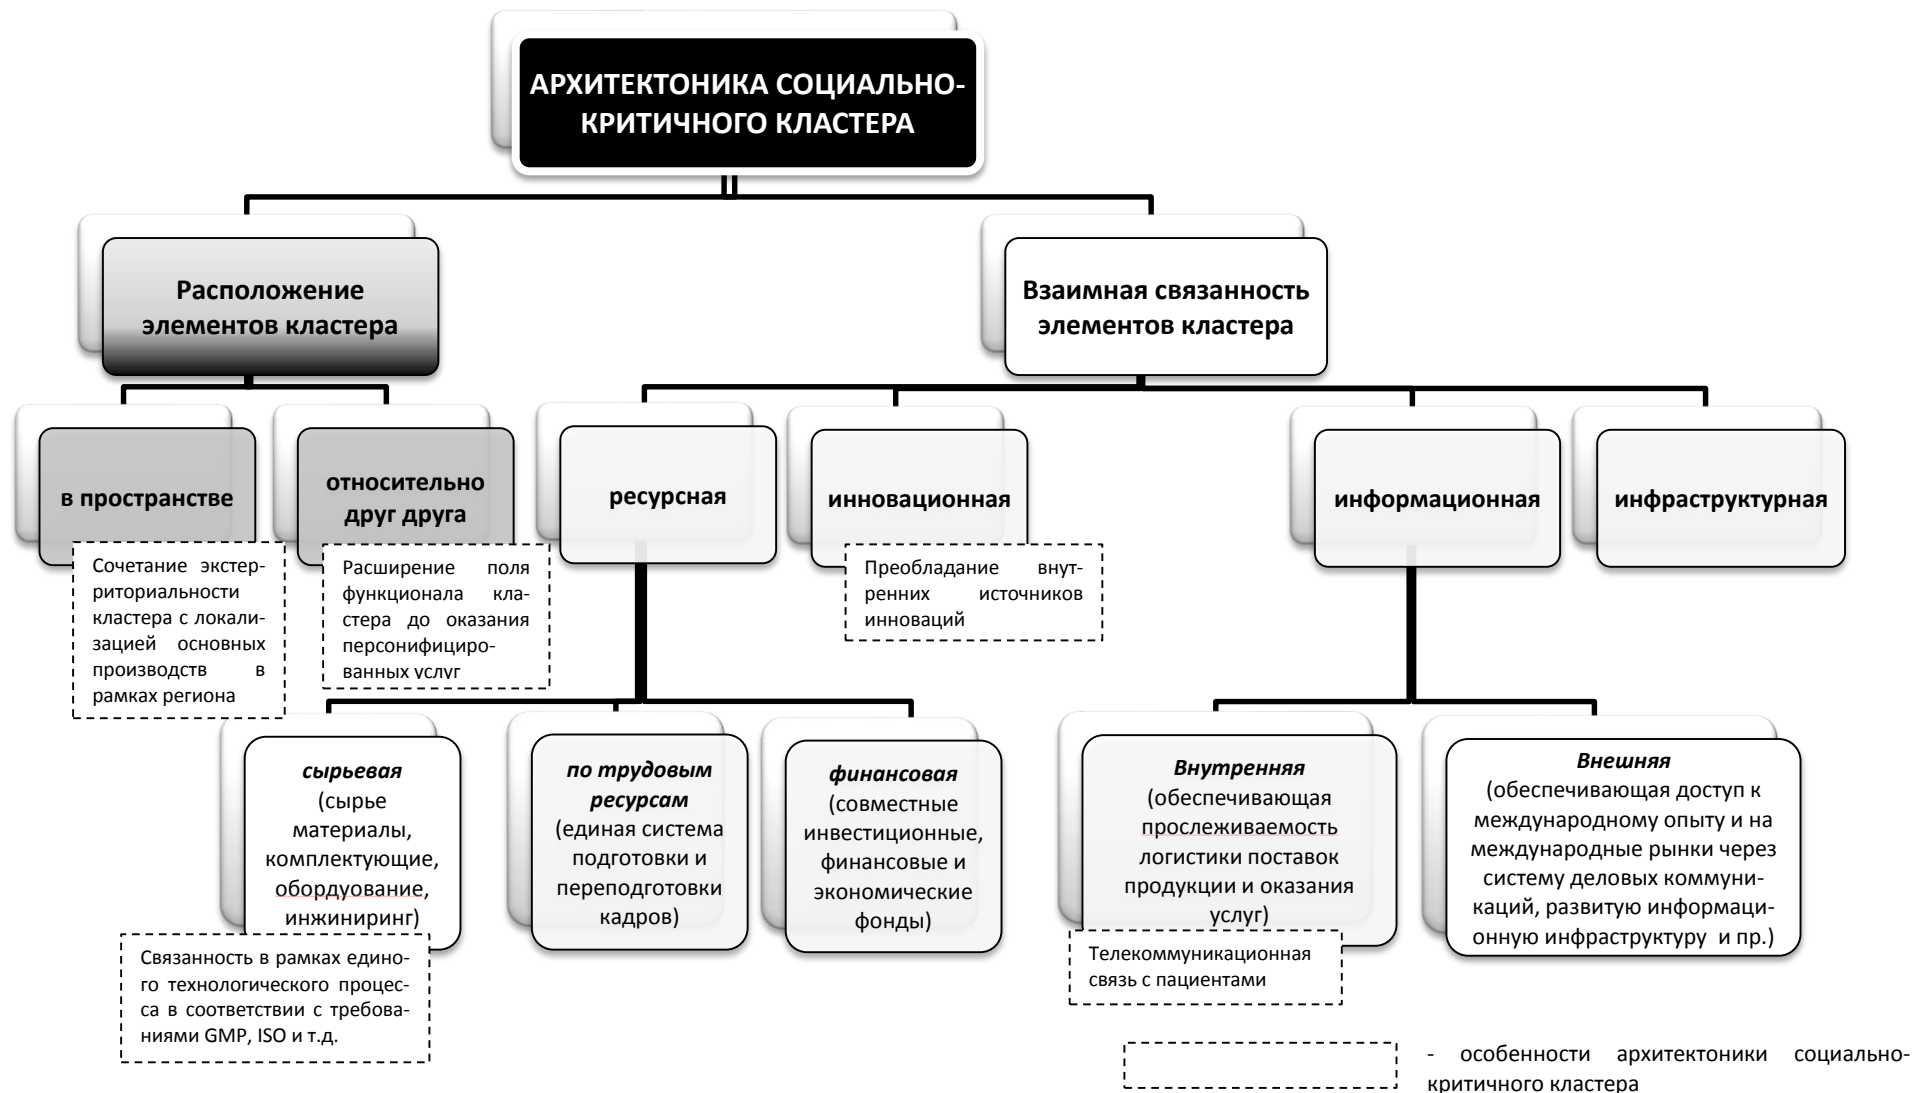 АРХИТЕКТОНИКА СОЦИАЛЬНО-
КРИТИЧНОГО КЛАСТЕРА
Расположение
элементов кластера
Взаимная связанность
элементов кластера
в пространстве
относительно
друг друга
ресурсная
инновационная
информационная
инфраструктурная
Сочетание экстер-
риториальности
кластера с локали-
зацией основных
производств в
рамках региона
Расширение поля
функционала кла-
стера до оказания
персонифициро-
ванных услуг
Преобладание внут-
ренних источников
инноваций
сырьевая
(сырье
материалы,
комплектующие,
обордуование,
инжиниринг)
по трудовым
ресурсам
(единая система
подготовки и
переподготовки
кадров)
финансовая
(совместные
инвестиционные,
финансовые и
экономические
фонды)
Внутренняя
(обеспечивающая
прослеживаемость
логистики поставок
продукции и оказания
услуг)
Внешняя
(обеспечивающая доступ к
международному опыту и на
международные рынки через
систему деловых коммуни-
каций, развитую информаци-
онную инфраструктуру и пр.)
Связанность в рамках едино-
го технологического процес-
са в соответствии с требова-
ниями GMP, ISO и т.д.
Телекоммуникационная
связь с пациентами
- особенности архитектоники социально-
критичного кластера